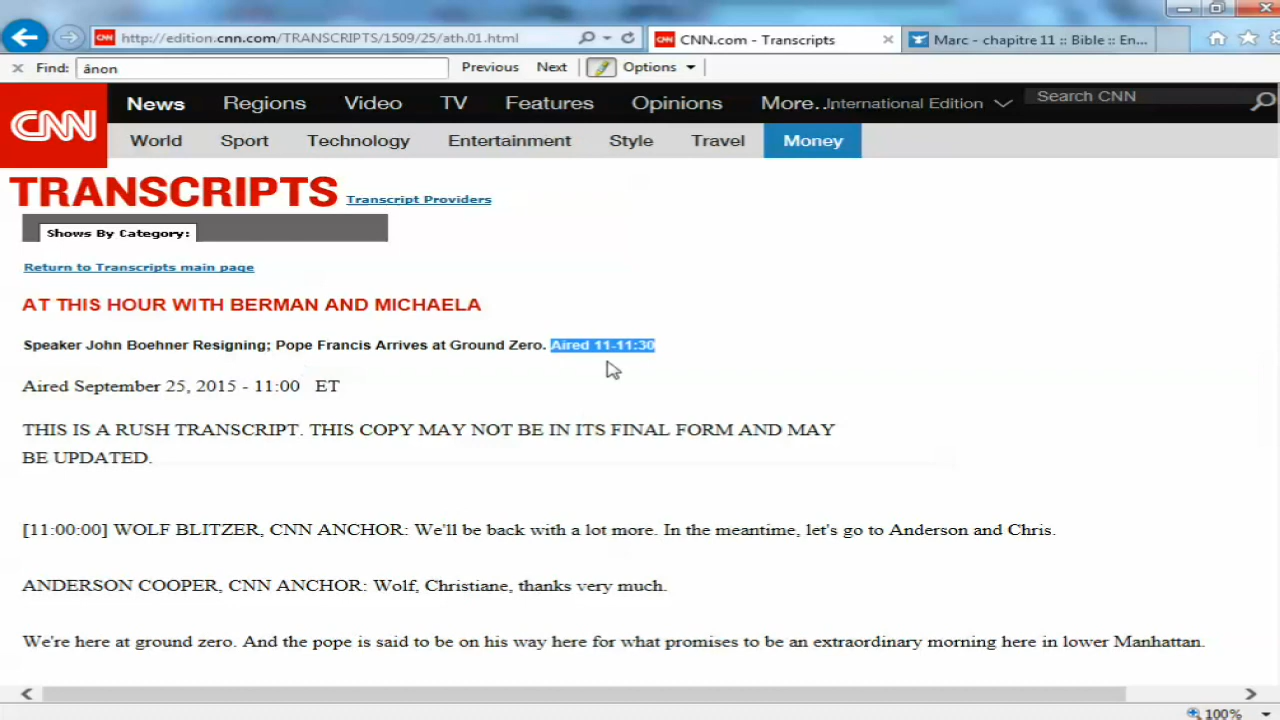 http://edition.cnn.com/TRANSCRIPTS/1509/25/ath.01.html
CNN.com - Transcripts
Marc - chapitre 11 :: Bible :: En...
Find: ânon Previous Next Options
CNN
News Regions Video TV Features Opinions More.. International Edition Search CNN
World Sport Technology Entertainment Style Travel Money
TRANSCRIPTS Transcript Providers
Shows By Category:
Return to Transcripts main page
AT THIS HOUR WITH BERMAN AND MICHAELA
Speaker John Boehner Resigning; Pope Francis Arrives at Ground Zero. Aired 11-11:30
Aired September 25, 2015 - 11:00 ET
THIS IS A RUSH TRANSCRIPT. THIS COPY MAY NOT BE IN ITS FINAL FORM AND MAY
BE UPDATED.
[11:00:00] WOLF BLITZER, CNN ANCHOR: We'll be back with a lot more. In the meantime, let's go to Anderson and Chris.
ANDERSON COOPER, CNN ANCHOR: Wolf, Christiane, thanks very much.
We're here at ground zero. And the pope is said to be on his way here for what promises to be an extraordinary morning here in lower Manhattan.
100%